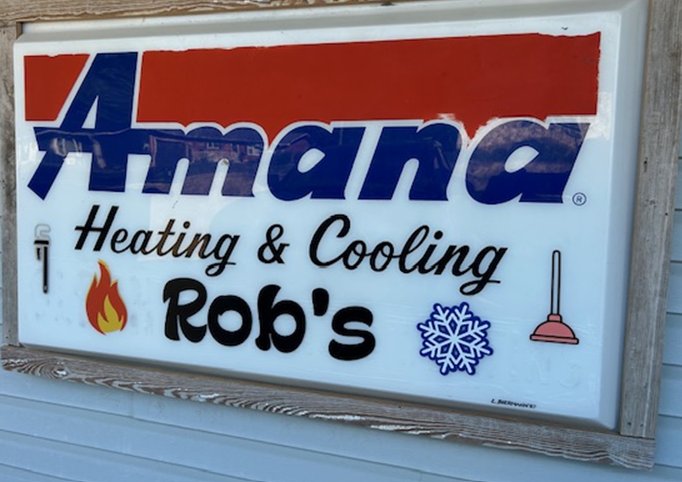 Amana®
Heating & Cooling
Rob's